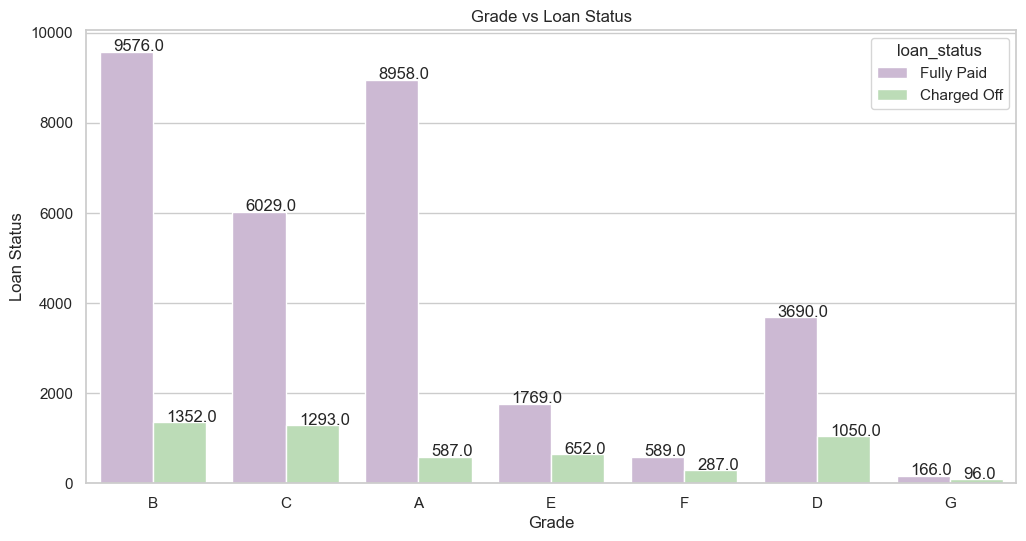 Grade vs Loan Status
10000
8000
6000
4000
2000
0
Loan Status
loan_status
Fully Paid
Charged Off
9576.0
1352.0
6029.0
1293.0
8958.0
587.0
1769.0
652.0
589.0
287.0
3690.0
1050.0
166.0
96.0
B C A E F D G
Grade